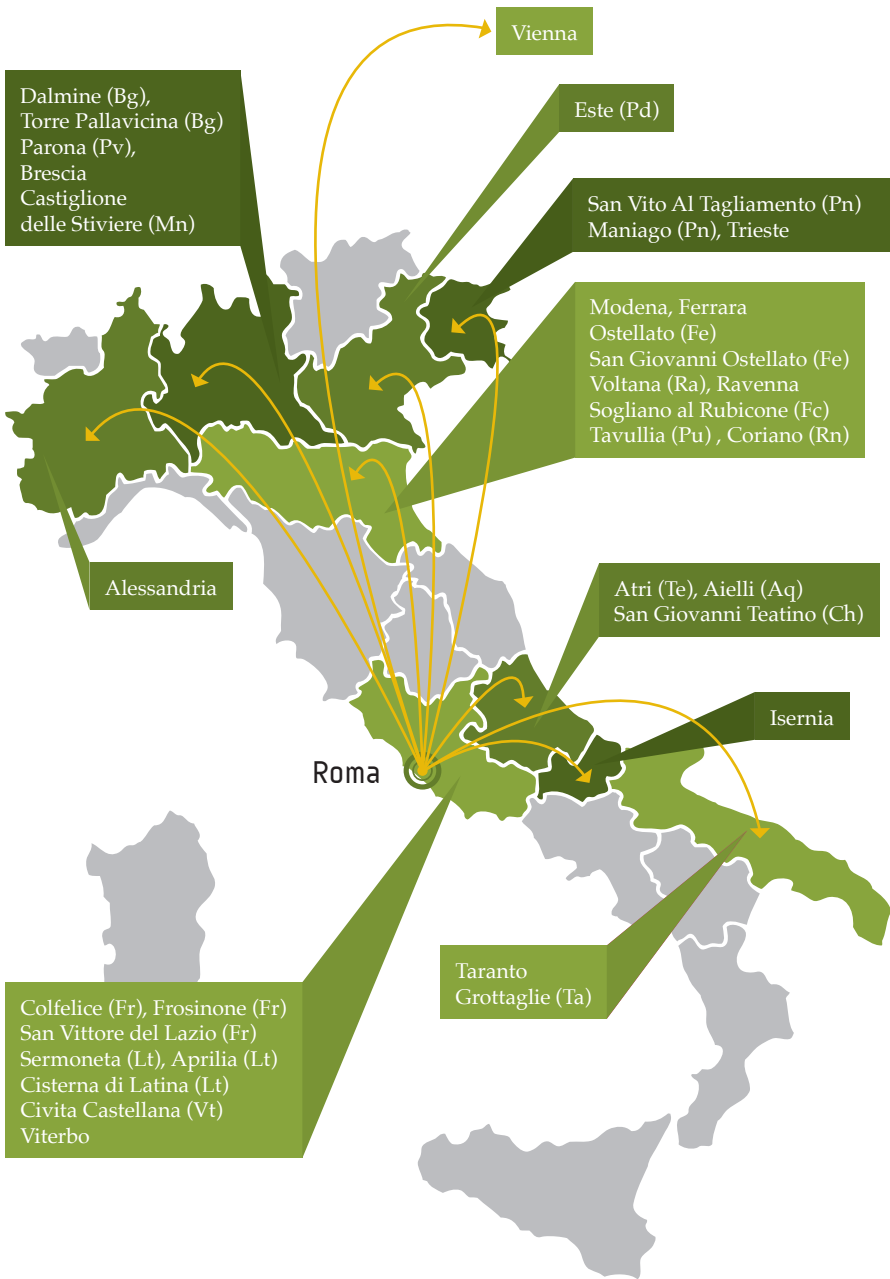 Vienna
Dalmine (Bg),
Torre Pallavicina (Bg)
Parona (Pv),
Brescia
Castiglione
delle Stiviere (Mn)
Este (Pd)
San Vito Al Tagliamento (Pn)
Maniago (Pn), Trieste
Modena, Ferrara
Ostellato (Fe)
San Giovanni Ostellato (Fe)
Voltana (Ra), Ravenna
Sogliano al Rubicone (Fc)
Tavullia (Pu) , Coriano (Rn)
Alessandria
Atri (Te), Aielli (Aq)
San Giovanni Teatino (Ch)
Isernia
Roma
Taranto
Grottaglie (Ta)
Colfelice (Fr), Frosinone (Fr)
San Vittore del Lazio (Fr)
Sermoneta (Lt), Aprilia (Lt)
Cisterna di Latina (Lt)
Civita Castellana (Vt)
Viterbo